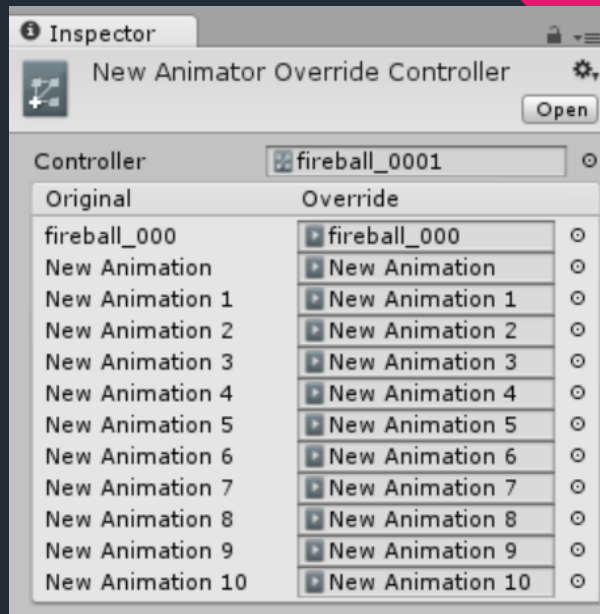 Inspector
New Animator Override Controller
Open
Controller fireball_0001
Original Override
fireball_000 fireball_000
New Animation New Animation
New Animation 1 New Animation 1
New Animation 2 New Animation 2
New Animation 3 New Animation 3
New Animation 4 New Animation 4
New Animation 5 New Animation 5
New Animation 6 New Animation 6
New Animation 7 New Animation 7
New Animation 8 New Animation 8
New Animation 9 New Animation 9
New Animation 10 New Animation 10